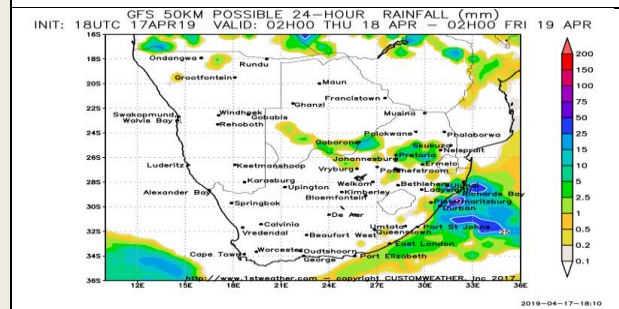 GFS 50KM POSSIBLE 24-HOUR RAINFALL (mm)
INIT: 18UTC 17APR19 VALID: 02H00 THU 18 APR - 02H00 FRI 19 APR
16S
18S
20S
22S
24S
26S
28S
30S
32S
34S
36S
Ondangwa
Rundu
Grootfontein
Maun
Francistown
Ghanzi
Musina
Swakopmund
Windhoek
Gobabis
Walvis Bay
Rehoboth
Polokwane
Phalaborwa
Gaborone
Skukuza
Pretoria
Nelspruit
Johannesburg
Ermelo
Luderitz
Keetmanshoop
Vryburg
Potchefstroom
Karasburg
Welkom
Bethlehem
Alexander Bay
Upington
Kimberley
Ladysmith
Richards Bay
Bloemfontein
Springbok
Pietermaritzburg
Durban
De Aar
Calvinia
Umtata
Port St Johns
Vredendal
Beaufort West
Queenstown
25
East London
Worcester
Oudtshoorn
Cape Town
George
Port Elizabeth
http://www.1stweather.com - copyright CUSTOMWEATHER, Inc 2017
12E 15E 18E 21E 24E 27E 30E 33E 36E
200
150
100
75
50
25
15
10
5
2.5
1
0.5
0.2
0.1
2019-04-17-18:10